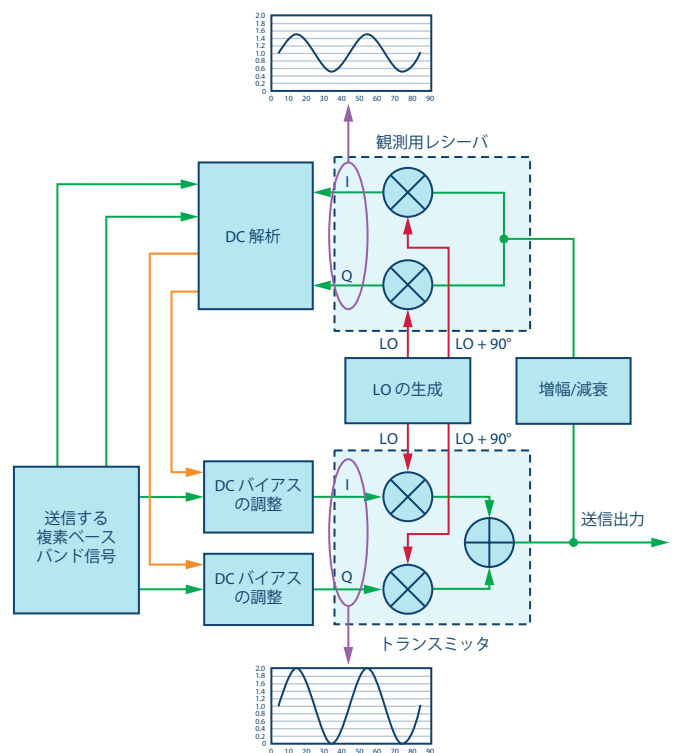 2.0
1.8
1.6
1.4
1.2
1.0
0.8
0.6
0.4
0.2
0
0 10 20 30 40 50 60 70 80 90
観測用レシーバ
I
DC 解析
Q
LO LO + 90°
LO の生成
増幅/減衰
LO LO + 90°
DC バイアス
の調整
I
送信する
複素ベース
バンド信号
送信出力
DC バイアス
の調整
Q
トランスミッタ
2.0
1.8
1.6
1.4
1.2
1.0
0.8
0.6
0.4
0.2
0
0 10 20 30 40 50 60 70 80 90